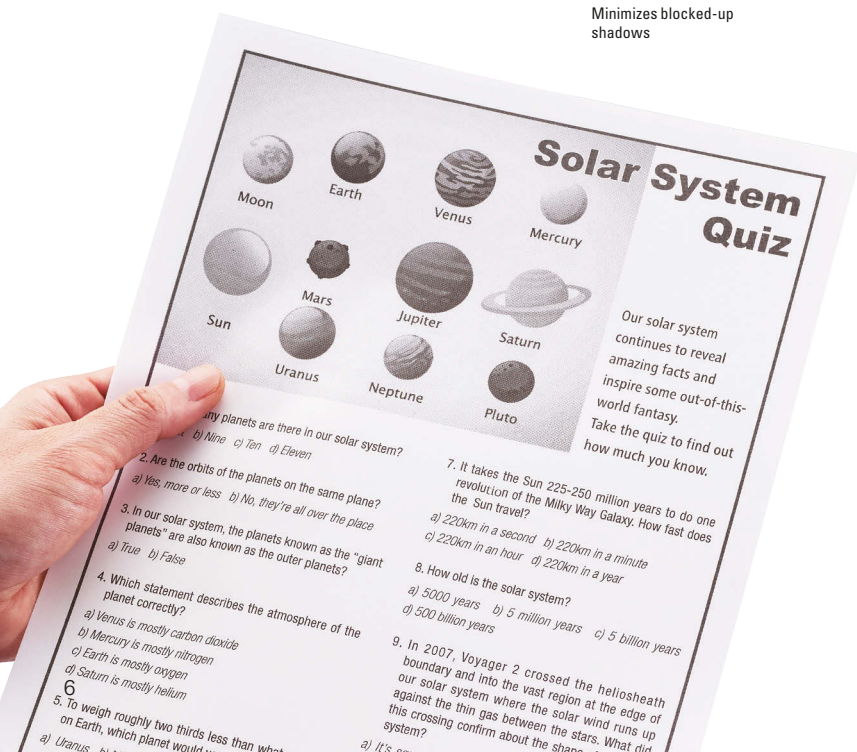 Minimizes blocked-up
shadows
Solar System
Quiz
Moon
Earth
Venus
Mercury
Sun
Mars
Jupiter
Saturn
Uranus
Neptune
Pluto
Our solar system
continues to reveal
amazing facts and
inspire some out-of-this-
world fantasy.
Take the quiz to find out
how much you know.
planets are there in our solar system?
b) Nine c) Ten d) Eleven
2. Are the orbits of the planets on the same plane?
a) Yes, more or less b) No, they're all over the place
3. In our solar system, the planets known as the "giant
planets" are also known as the outer planets?
a) True b) False
4. Which statement describes the atmosphere of the
planet correctly?
a) Venus is mostly carbon dioxide
b) Mercury is mostly nitrogen
c) Earth is mostly oxygen
d) Saturn is mostly helium
6
5. To weigh roughly two thirds less than
on Earth, which planet would
a) Uranus
7. It takes the Sun 225-250 million years to do one
revolution of the Milky Way Galaxy. How fast does
the Sun travel?
a) 220km in a second b) 220km in a minute
c) 220km in an hour d) 220km in a year
8. How old is the solar system?
a) 5000 years b) 5 million years c) 5 billion years
d) 500 billion years
9. In 2007, Voyager 2 crossed the heliosheath
boundary and into the vast region at the edge of
our solar system where the solar wind runs up
against the thin gas between the stars. What did
this crossing confirm about the
system?
a) It's